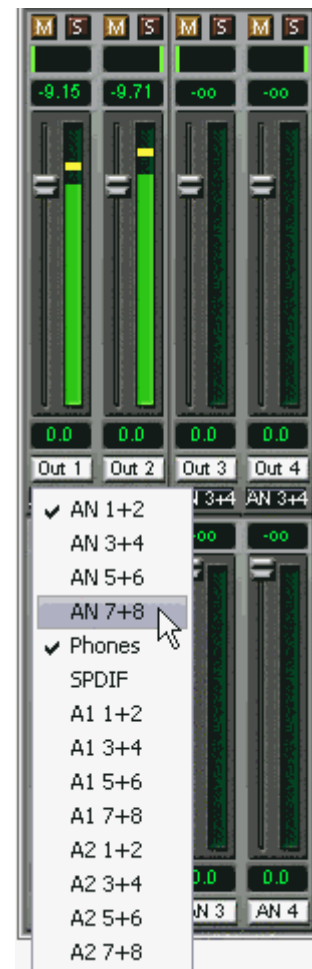 M S M S M S M S
-9.15 -9.71 -oo -oo
0.0 0.0 0.0 0.0
Out 1 Out 2 Out 3 Out 4
3+4 AN 3+4
✔ AN 1+2
AN 3+4
-oo -oo
AN 5+6
AN 7+8
✔ Phones
SPDIF
A1 1+2
A1 3+4
A1 5+6
A1 7+8
A2 1+2
A2 3+4
0.0 0.0
A2 5+6
N 3 AN 4
A2 7+8